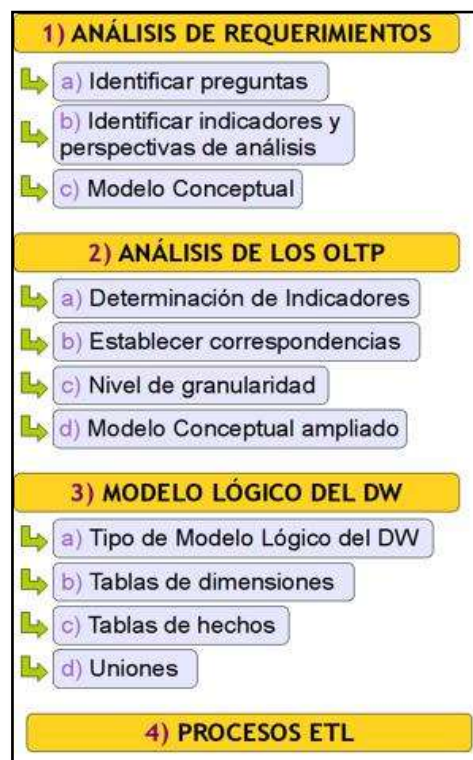 1) ANÁLISIS DE REQUERIMIENTOS
a) Identificar preguntas
b) Identificar indicadores y
perspectivas de análisis
c) Modelo Conceptual
2) ANÁLISIS DE LOS OLTP
a) Determinación de Indicadores
b) Establecer correspondencias
c) Nivel de granularidad
d) Modelo Conceptual ampliado
3) MODELO LÓGICO DEL DW
a) Tipo de Modelo Lógico del DW
b) Tablas de dimensiones
c) Tablas de hechos
d) Uniones
4) PROCESOS ETL